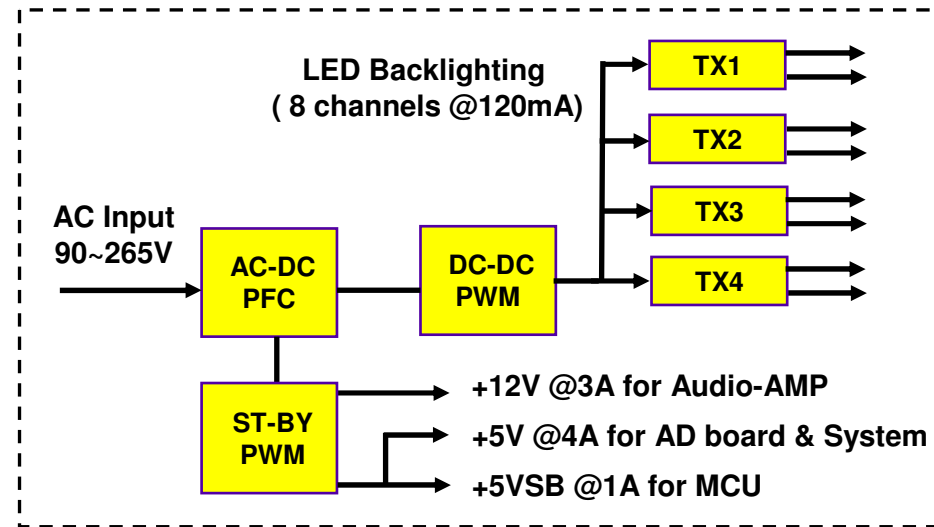 LED Backlighting
( 8 channels @120mA)
TX1
TX2
TX3
TX4
AC Input
90~265V
AC-DC
PFC
DC-DC
PWM
ST-BY
PWM
+12V @3A for Audio-AMP
+5V @4A for AD board & System
+5VSB @1A for MCU